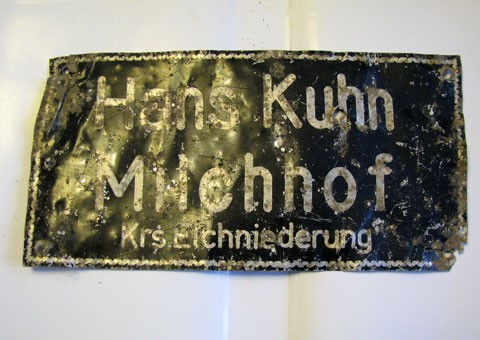 Hans Kuhn
Milchhof
Krs. Elchniederung